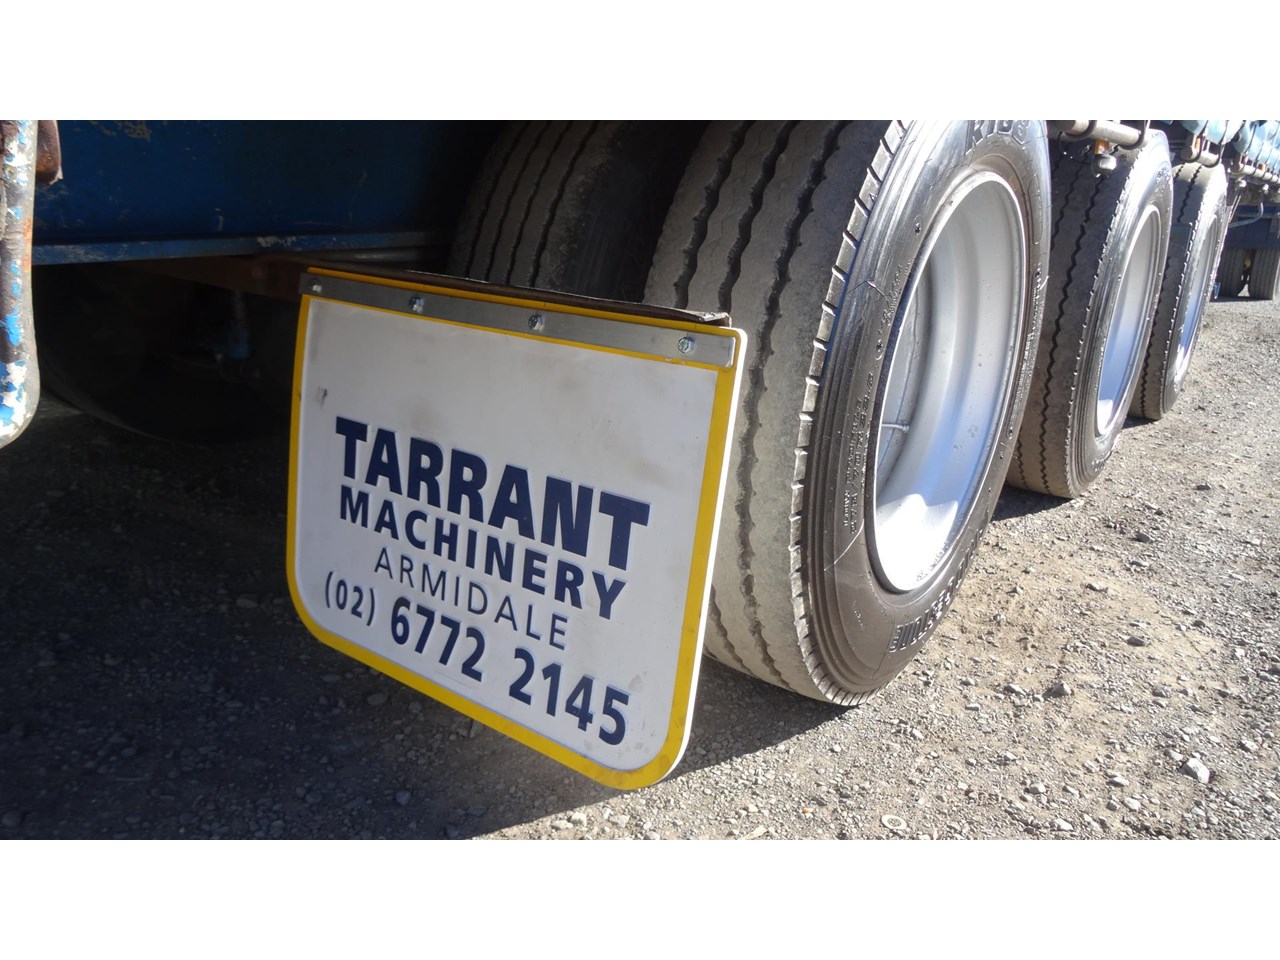 TARRANT
MACHINERY
ARMIDALE
(02) 6772 2145